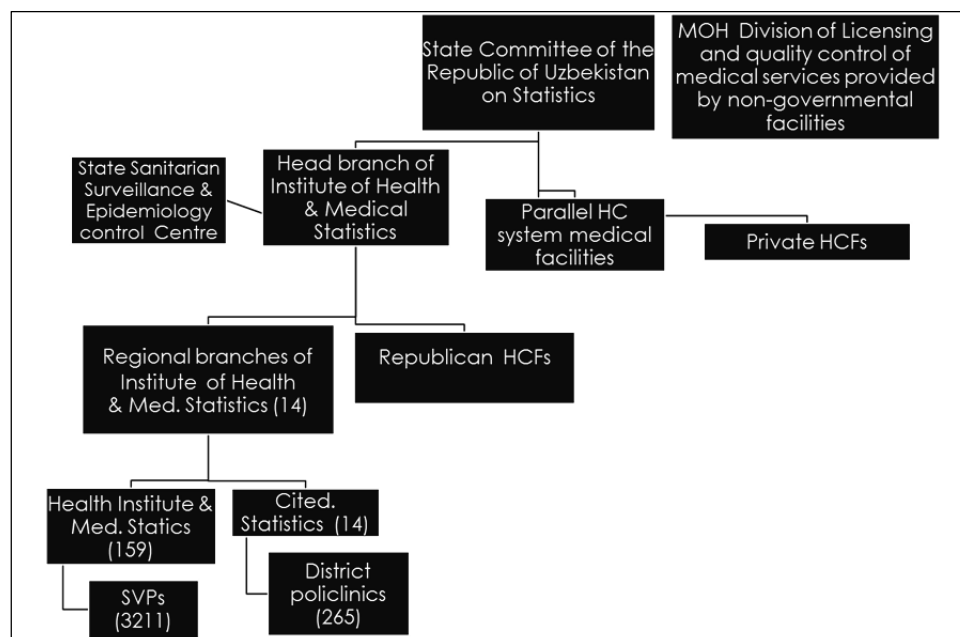 State Committee of the
Republic of Uzbekistan
on Statistics
MOH Division of Licensing
and quality control of
medical services provided
by non-governmental
facilities
State Sanitarian
Surveillance &
Epidemiology
control Centre
Head branch of
Institute of Health
& Medical
Statistics
Parallel HC
system medical
facilities
Private HCFs
Regional branches of
Institute of Health
& Med. Statistics (14)
Republican HCFs
Health Institute &
Med. Statics
(159)
Cited.
Statistics (14)
SVPs
(3211)
District
policlinics
(265)